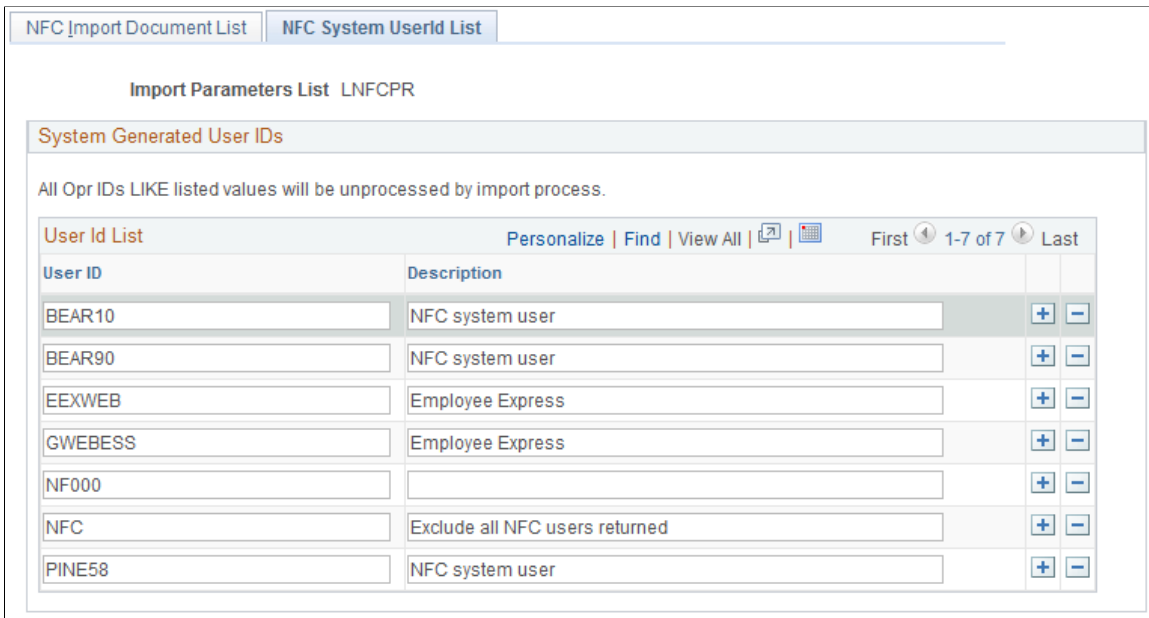 NFC Import Document List NFC System UserId List
Import Parameters List LNFCPR
System Generated User IDs
All Opr IDs LIKE listed values will be unprocessed by import process.
User Id List Personalize | Find | View All | | First 1-7 of 7 Last
User ID Description
BEAR10 NFC system user
BEAR90 NFC system user
EEXWEB Employee Express
GWEBESS Employee Express
NF000
NFC Exclude all NFC users returned
PINE58 NFC system user